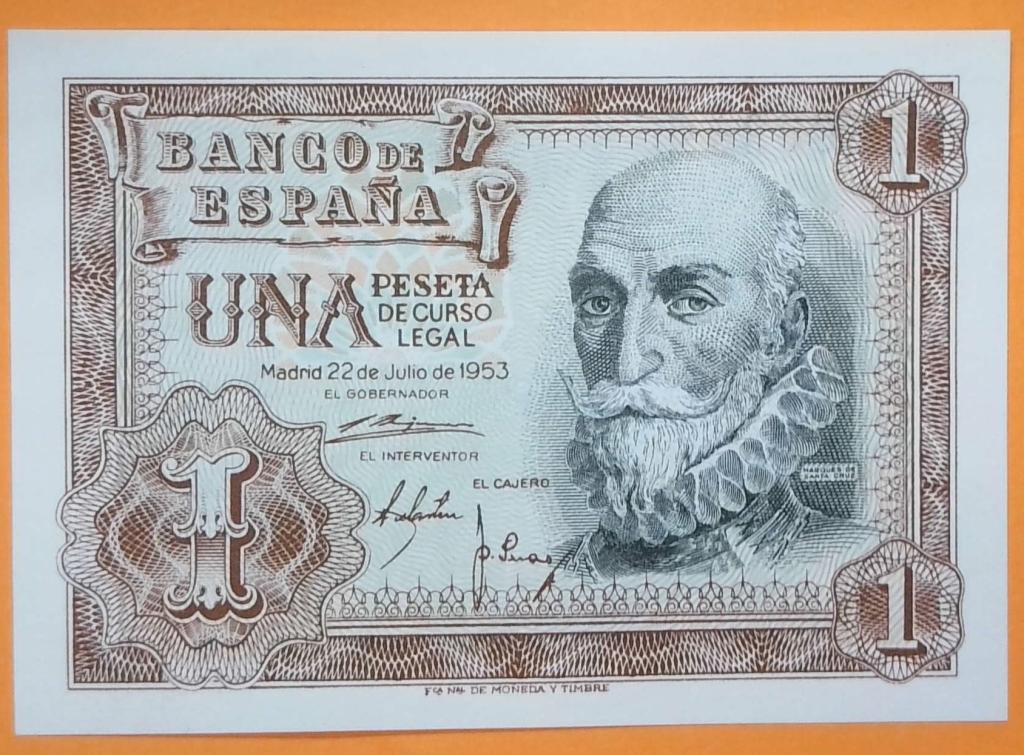 BANCO DE
ESPAÑA
UNA PESETA
DE CURSO
LEGAL
Madrid 22 de Julio de 1953
EL GOBERNADOR
EL INTERVENTOR
EL CAJERO
MARQUES DE
SANTA CRUZ
1
1
1
Fca Nal DE MONEDA Y TIMBRE